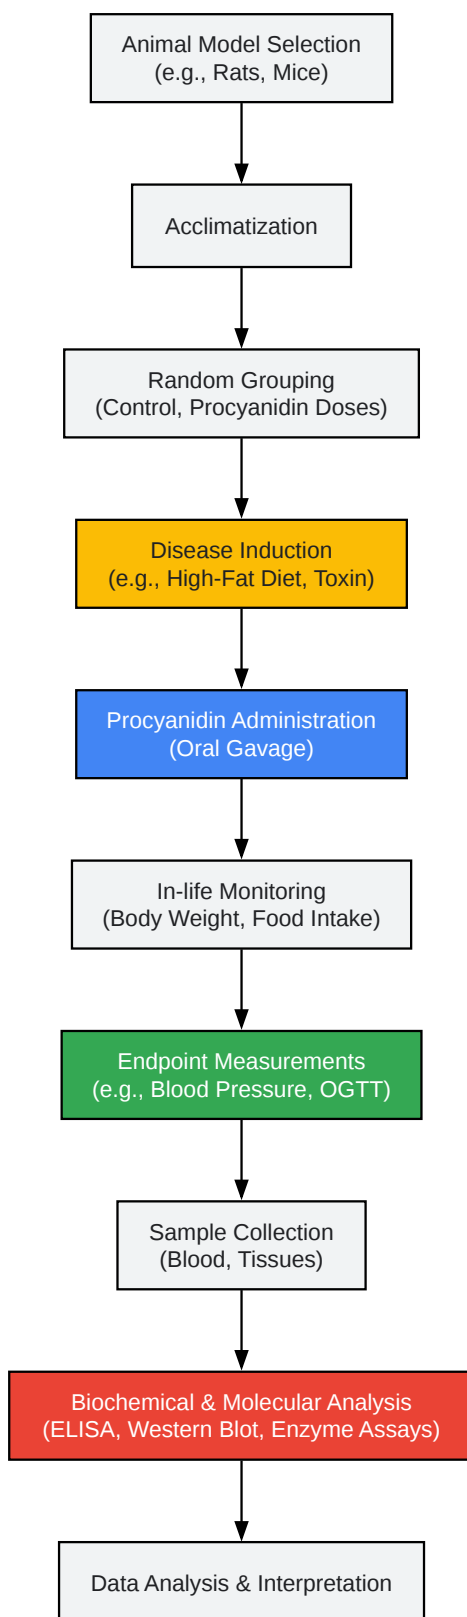 Animal Model Selection
(e.g., Rats, Mice)
Acclimatization
Random Grouping
(Control, Procyanidin Doses)
Disease Induction
(e.g., High-Fat Diet, Toxin)
Procyanidin Administration
(Oral Gavage)
In-life Monitoring
(Body Weight, Food Intake)
Endpoint Measurements
(e.g., Blood Pressure, OGTT)
Sample Collection
(Blood, Tissues)
Biochemical & Molecular Analysis
(ELISA, Western Blot, Enzyme Assays)
Data Analysis & Interpretation